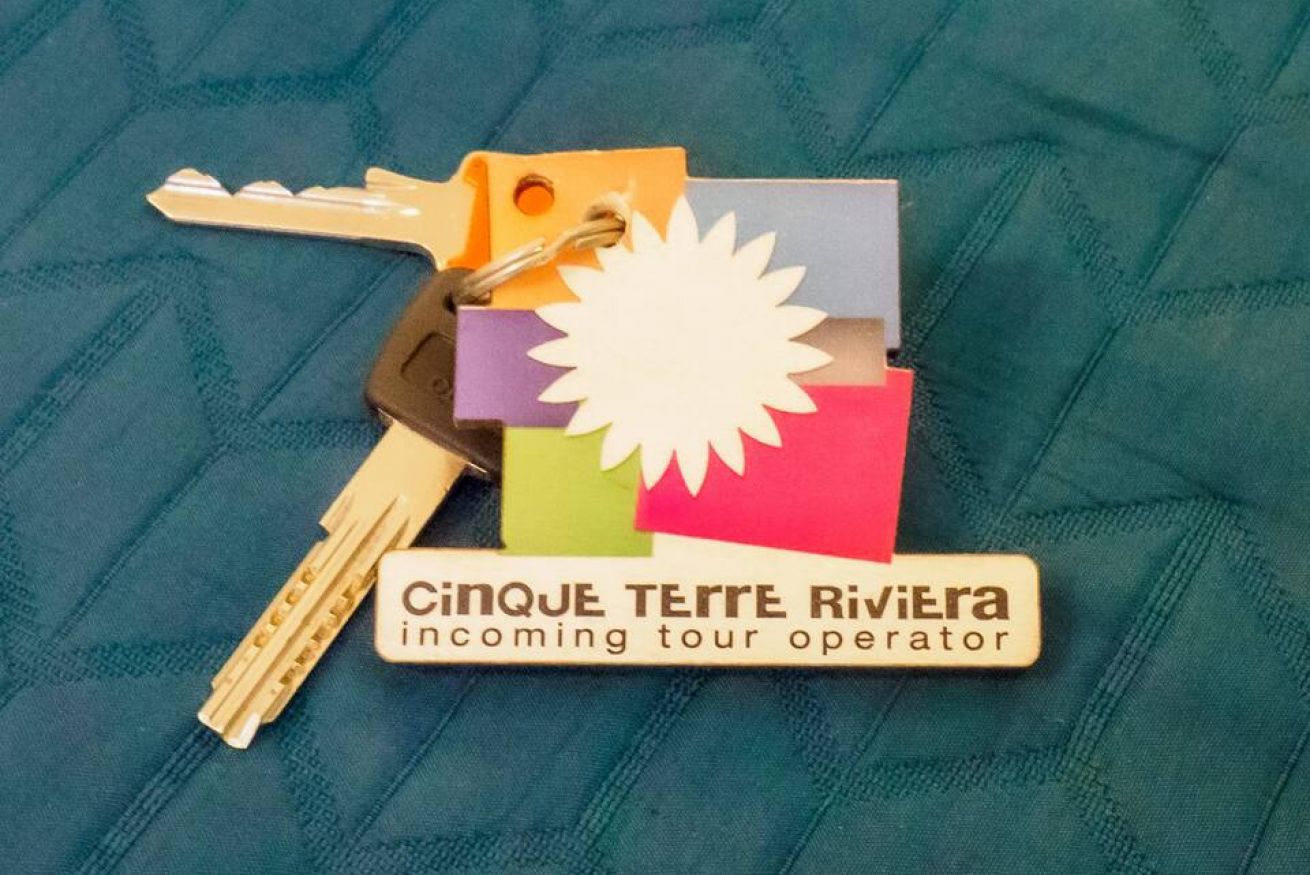 CinQUE TErrE RiViEra
incoming tour operator